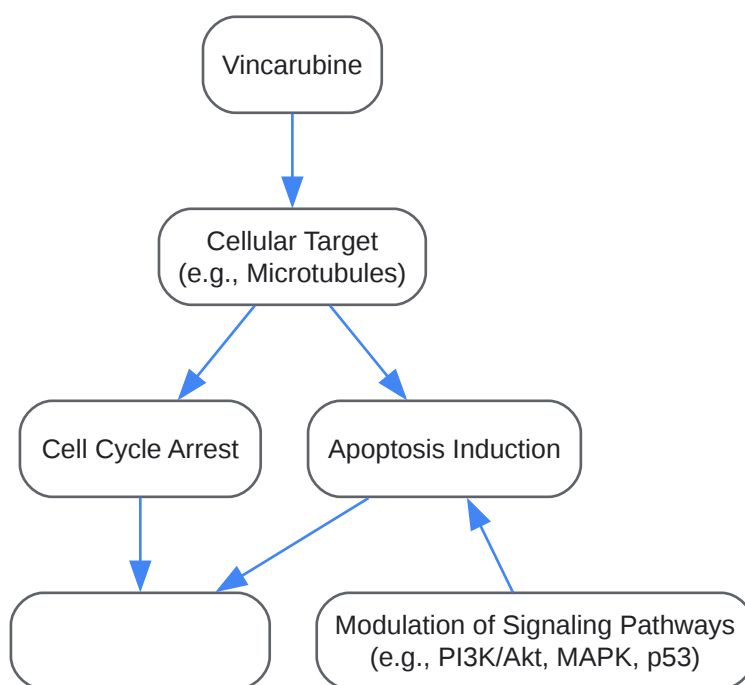 Vincarubine
Cellular Target
(e.g., Microtubules)
Cell Cycle Arrest
Apoptosis Induction
Modulation of Signaling Pathways
(e.g., PI3K/Akt, MAPK, p53)